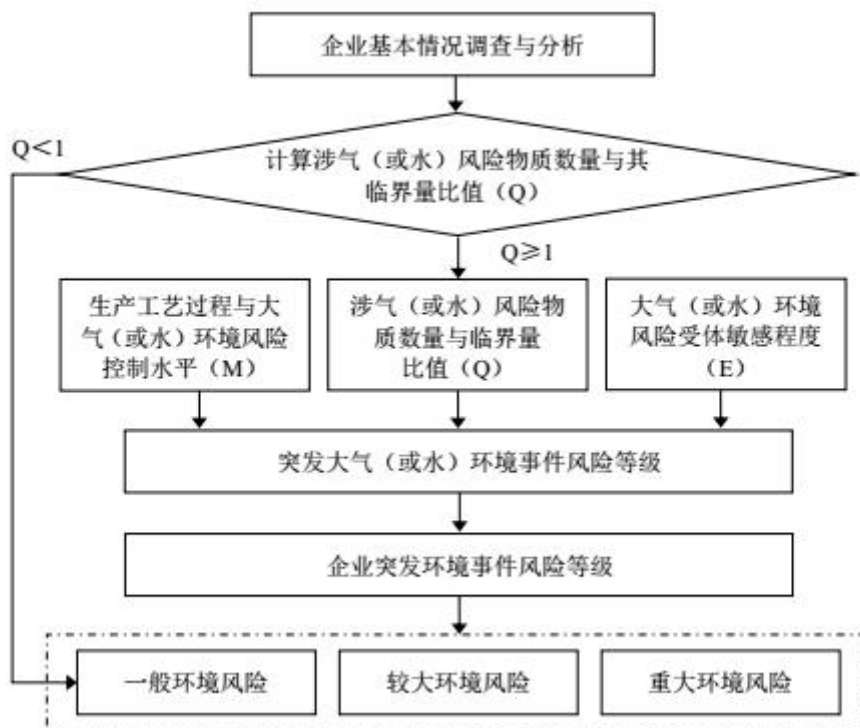 企业基本情况调查与分析
Q＜1
计算涉气（或水）风险物质数量与其
临界量比值（Q）
Q≥1
生产工艺过程与大
气（或水）环境风险
控制水平（M）
涉气（或水）风险物
质数量与临界量
比值（Q）
大气（或水）环境
风险受体敏感程度
（E）
突发大气（或水）环境事件风险等级
企业突发环境事件风险等级
一般环境风险
较大环境风险
重大环境风险